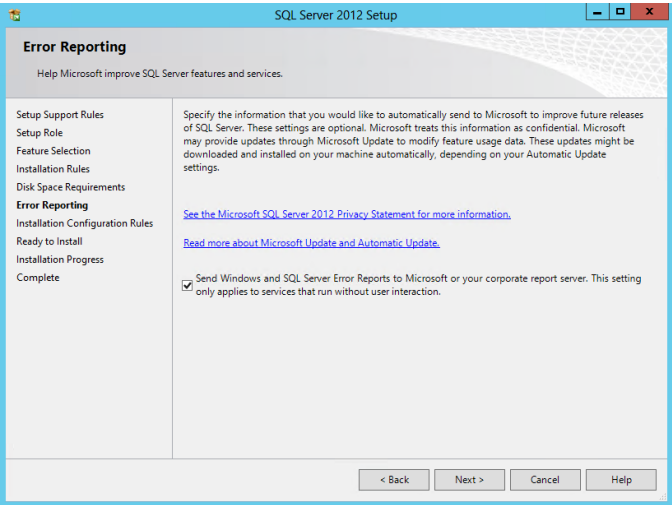 SQL Server 2012 Setup
Error Reporting
Help Microsoft improve SQL Server features and services.
Setup Support Rules
Setup Role
Feature Selection
Installation Rules
Disk Space Requirements
Error Reporting
Installation Configuration Rules
Ready to Install
Installation Progress
Complete
Specify the information that you would like to automatically send to Microsoft to improve future releases
of SQL Server. These settings are optional. Microsoft treats this information as confidential. Microsoft
may provide updates through Microsoft Update to modify feature usage data. These updates might be
downloaded and installed on your machine automatically, depending on your Automatic Update
settings.
See the Microsoft SQL Server 2012 Privacy Statement for more information.
Read more about Microsoft Update and Automatic Update.
Send Windows and SQL Server Error Reports to Microsoft or your corporate report server. This setting
only applies to services that run without user interaction.
< Back
Next >
Cancel
Help